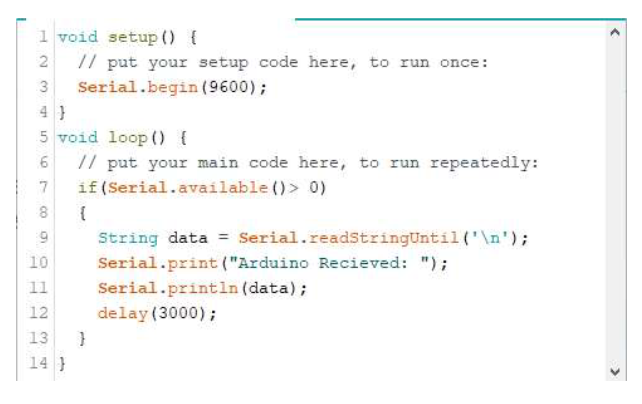 1 void setup() {
2 // put your setup code here, to run once:
3 Serial.begin(9600);
4 }
5 void loop() {
6 // put your main code here, to run repeatedly:
7 if(Serial.available()> 0)
8 {
9 String data = Serial.readStringUntil('\n');
10 Serial.print("Arduino Recieved: ");
11 Serial.println(data);
12 delay(3000);
13 }
14 }